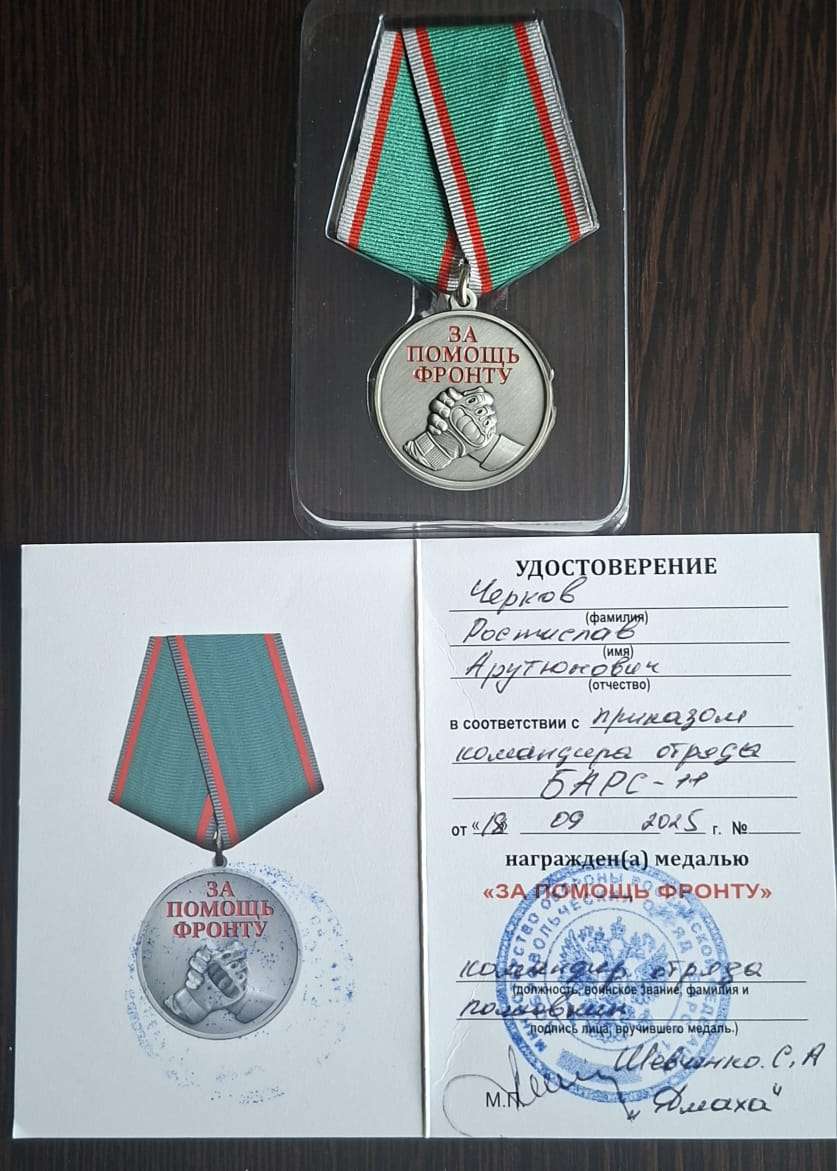 ЗА
ПОМОЩЬ
ФРОНТУ
ЗА
ПОМОЩЬ
ФРОНТУ
УДОСТОВЕРЕНИЕ
Черков
(фамилия)
Ростислав
(имя)
Арутюнович
(отчество)
в соответствии с приказом
командира отряда
БАРС-11
от «18» 09 2025 г. №
награжден(а) медалью
«ЗА ПОМОЩЬ ФРОНТУ»
командир отряда
(должность, воинское звание, фамилия и
полковник
подпись лица, вручившего медаль.)
Шевченко. С, А
М.П.
"Дмаха"